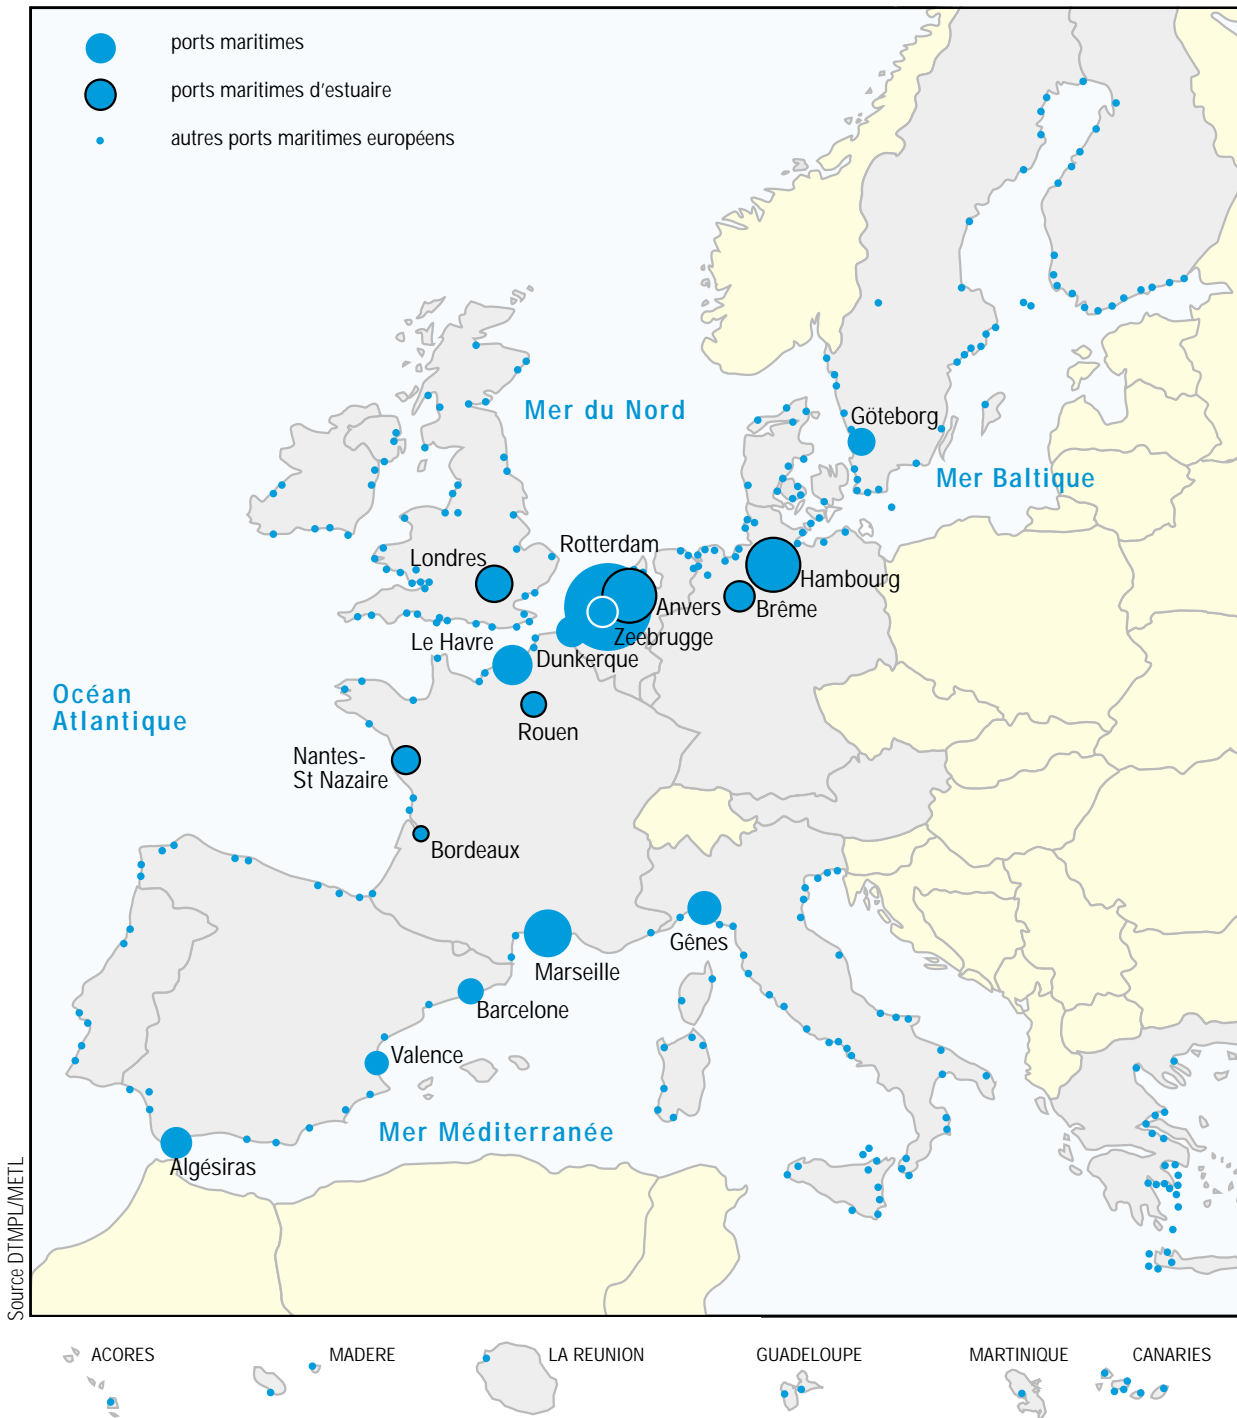 ports maritimes
ports maritimes d'estuaire
autres ports maritimes européens
Mer du Nord
Göteborg
Mer Baltique
Londres
Rotterdam
Hambourg
Anvers
Brême
Zeebrugge
Le Havre
Dunkerque
Océan
Atlantique
Rouen
Nantes-
St Nazaire
Bordeaux
Gênes
Marseille
Barcelone
Valence
Mer Méditerranée
Algésiras
Source DTMPL/METL
ACORES
MADERE
LA REUNION
GUADELOUPE
MARTINIQUE
CANARIES